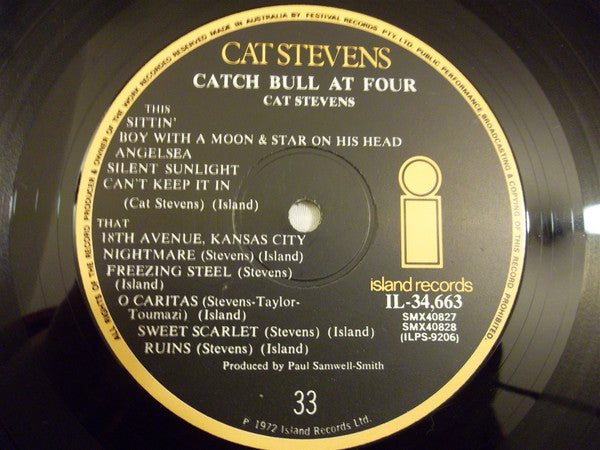 ALL RIGHTS OF THE RECORD PRODUCER & OWNER OF THE WORK RECORDED RESERVED MADE IN AUSTRALIA BY FESTIVAL RECORDS PTY. LTD. PUBLIC PERFORMANCE BROADCASTING & COPYING OF THIS RECORD PROHIBITED.
CAT STEVENS
CATCH BULL AT FOUR
CAT STEVENS
THIS
SITTIN'
BOY WITH A MOON & STAR ON HIS HEAD
ANGELSEA
SILENT SUNLIGHT
CAN'T KEEP IT IN
(Cat Stevens) (Island)
THAT
18TH AVENUE, KANSAS CITY
NIGHTMARE (Stevens) (Island)
FREEZING STEEL (Stevens)
(Island)
O CARITAS (Stevens-Taylor-
Toumazi) (Island)
SWEET SCARLET (Stevens) (Island)
RUINS (Stevens) (Island)
Produced by Paul Samwell-Smith
i
island records
IL-34,663
SMX40827
SMX40828
(ILPS-9206)
33
P 1972 Island Records Ltd.